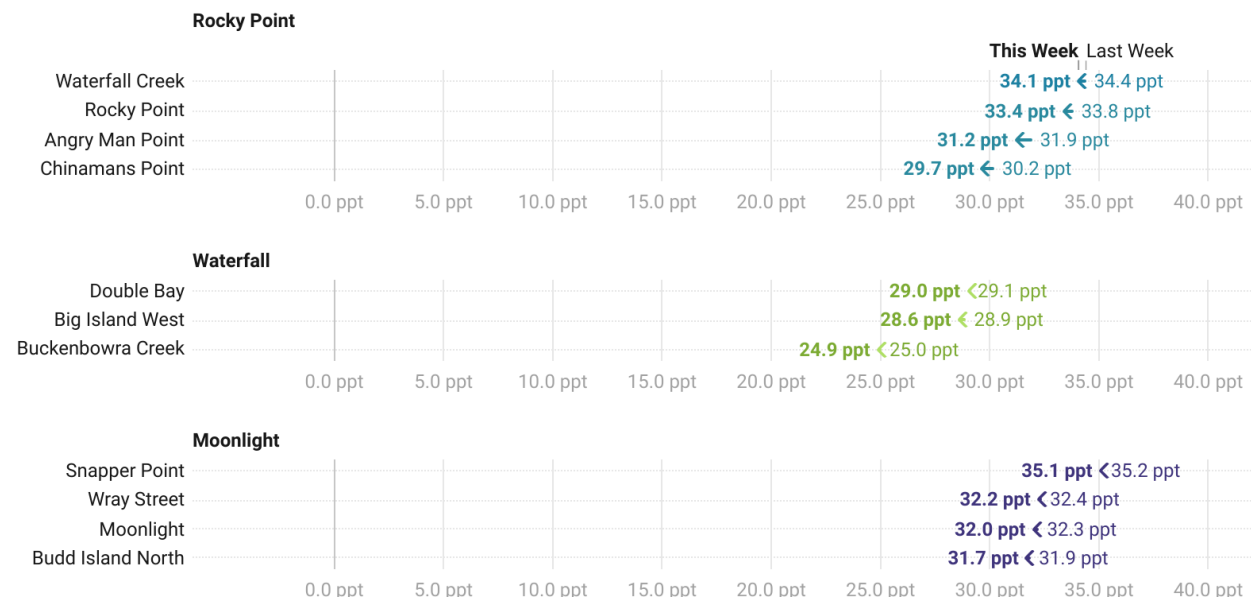 Rocky Point
This Week Last Week
Waterfall Creek 34.1 ppt 34.4 ppt
Rocky Point 33.4 ppt 33.8 ppt
Angry Man Point 31.2 ppt 31.9 ppt
Chinamans Point 29.7 ppt 30.2 ppt
0.0 ppt 5.0 ppt 10.0 ppt 15.0 ppt 20.0 ppt 25.0 ppt 30.0 ppt 35.0 ppt 40.0 ppt
Waterfall
Double Bay 29.0 ppt 29.1 ppt
Big Island West 28.6 ppt 28.9 ppt
Buckenbowra Creek 24.9 ppt 25.0 ppt
0.0 ppt 5.0 ppt 10.0 ppt 15.0 ppt 20.0 ppt 25.0 ppt 30.0 ppt 35.0 ppt 40.0 ppt
Moonlight
Snapper Point 35.1 ppt 35.2 ppt
Wray Street 32.2 ppt 32.4 ppt
Moonlight 32.0 ppt 32.3 ppt
Budd Island North 31.7 ppt 31.9 ppt
0.0 ppt 5.0 ppt 10.0 ppt 15.0 ppt 20.0 ppt 25.0 ppt 30.0 ppt 35.0 ppt 40.0 ppt